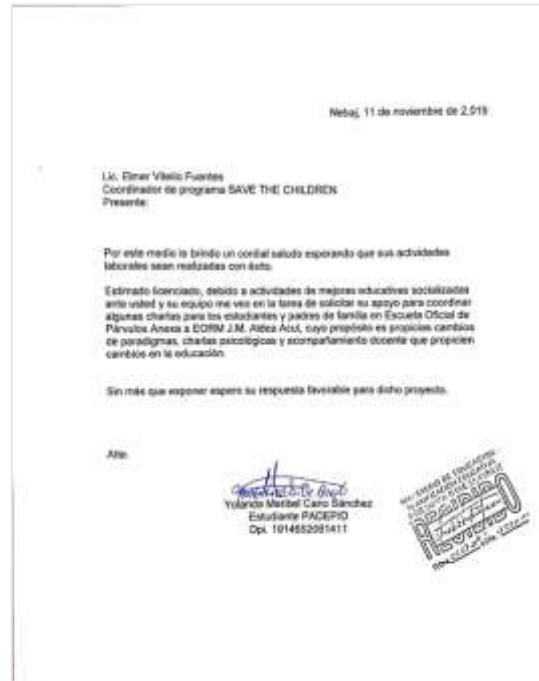 Nebaj, 11 de noviembre de 2,019
Lic. Elmer Vitelio Fuentes
Coordinador de programa SAVE THE CHILDREN
Presente:
Por este medio le brindo un cordial saludo esperando que sus actividades
laborales sean realizadas con éxito.
Estimado licenciado, debido a actividades de mejoras educativas socializadas
ante usted y su equipo me veo en la tarea de solicitar su apoyo para coordinar
algunas charlas para los estudiantes y padres de familia en Escuela Oficial de
Párvulos Anexa a EORM J.M. Aldea Acul, cuyo propósito es propicias cambios
de paradigmas, charlas psicológicas y acompañamiento docente que propicien
cambios en la educación.
Sin más que exponer espero su respuesta favorable para dicho proyecto.
Atte.
Yolanda Maribel Cano Sánchez
Estudiante PADEP/D
Dpi. 1914652081411
RECIBIDO